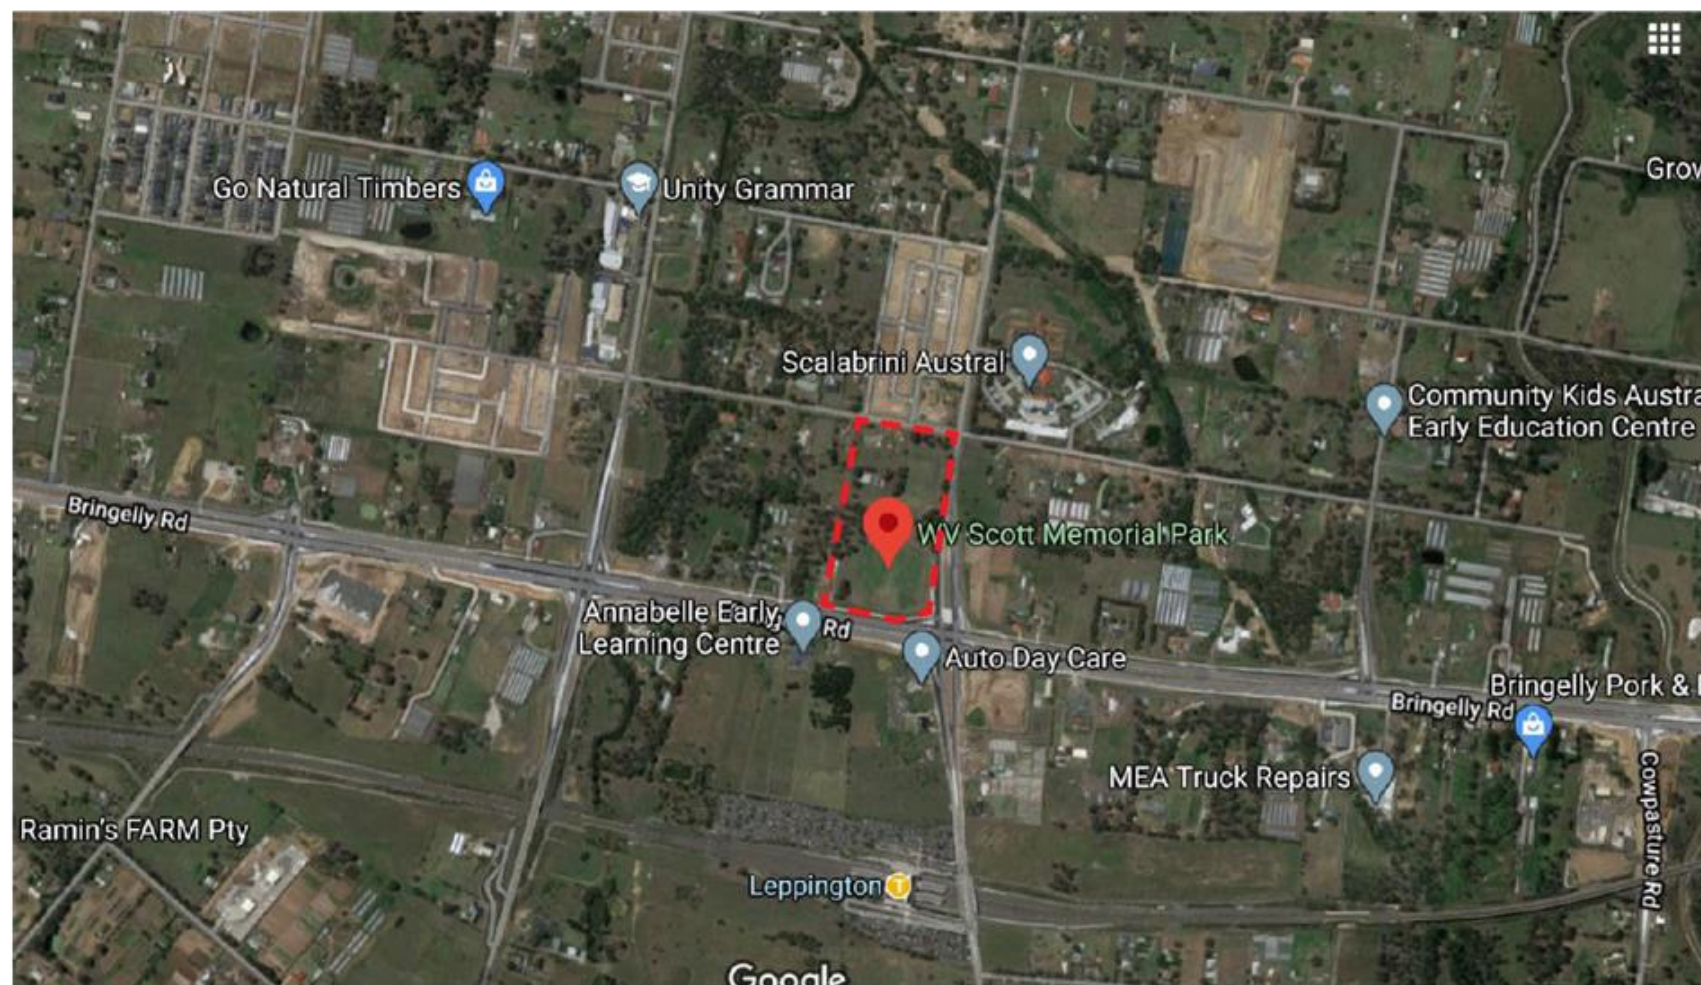 Grov
Go Natural Timbers
Unity Grammar
Scalabrini Austral
Community Kids Austra
Early Education Centre
Bringelly Rd
WV Scott Memorial Park
Annabelle Early
Learning Centre
Rd
Auto Day Care
Bringelly Pork &
Bringelly Rd
MEA Truck Repairs
Cowpasture Rd
Ramin's FARM Pty
Leppington
T
Google